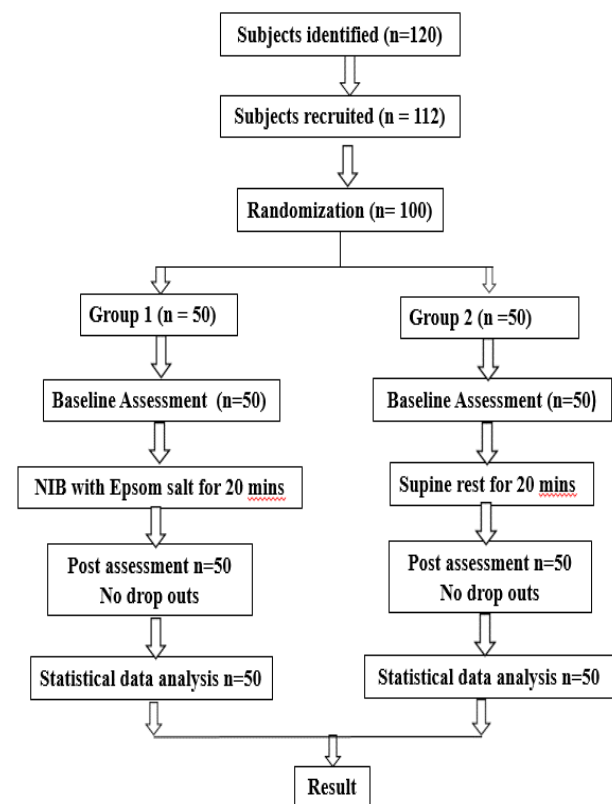 Subjects identified (n=120)
Subjects recruited (n = 112)
Randomization (n= 100)
Group 1 (n = 50)
Group 2 (n =50)
Baseline Assessment (n=50)
Baseline Assessment (n=50)
NIB with Epsom salt for 20 mins
Supine rest for 20 mins
Post assessment n=50
No drop outs
Post assessment n=50
No drop outs
Statistical data analysis n=50
Statistical data analysis n=50
Result